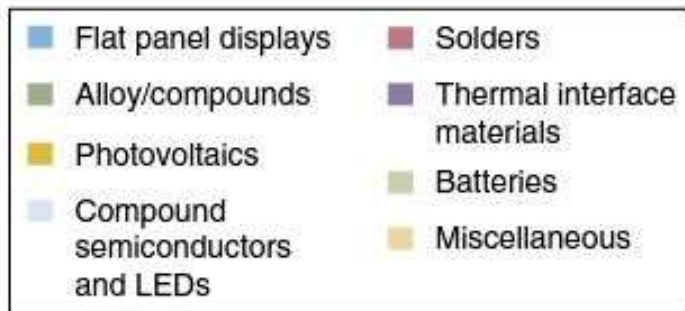 Flat panel displays
Alloy/compounds
Photovoltaics
Compound
semiconductors
and LEDs
Solders
Thermal interface
materials
Batteries
Miscellaneous